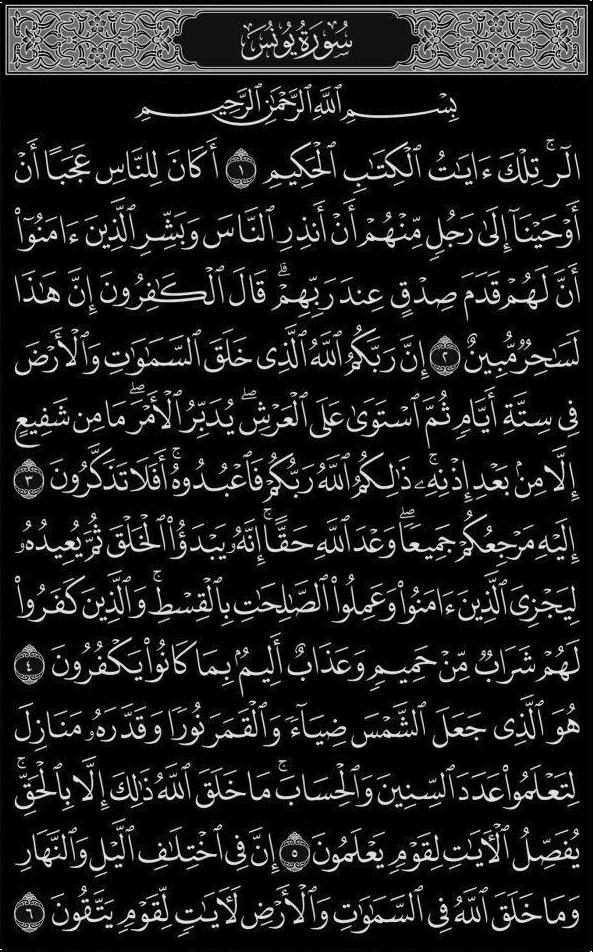 سُورَةُ يُونُسَ
بِسْمِ ٱللَّهِ ٱلرَّحْمَٰنِ ٱلرَّحِيمِ
الٓرۚ تِلْكَ ءَايَٰتُ ٱلْكِتَٰبِ ٱلْحَكِيمِ ١ أَكَانَ لِلنَّاسِ عَجَبًا أَنْ
أَوْحَيْنَآ إِلَىٰ رَجُلٍ مِّنْهُمْ أَنْ أَنذِرِ ٱلنَّاسَ وَبَشِّرِ ٱلَّذِينَ ءَامَنُوٓا۟
أَنَّ لَهُمْ قَدَمَ صِدْقٍ عِندَ رَبِّهِمْۗ قَالَ ٱلْكَٰفِرُونَ إِنَّ هَٰذَا
لَسَٰحِرٌ مُّبِينٌ ٢ إِنَّ رَبَّكُمُ ٱللَّهُ ٱلَّذِى خَلَقَ ٱلسَّمَٰوَٰتِ وَٱلْأَرْضَ
فِى سِتَّةِ أَيَّامٍ ثُمَّ ٱسْتَوَىٰ عَلَى ٱلْعَرْشِۖ يُدَبِّرُ ٱلْأَمْرَۖ مَا مِن شَفِيعٍ
إِلَّا مِنۢ بَعْدِ إِذْنِهِۦۚ ذَٰلِكُمُ ٱللَّهُ رَبُّكُمْ فَٱعْبُدُوهُۚ أَفَلَا تَذَكَّرُونَ ٣
إِلَيْهِ مَرْجِعُكُمْ جَمِيعًاۖ وَعْدَ ٱللَّهِ حَقًّاۚ إِنَّهُۥ يَبْدَؤُا۟ ٱلْخَلْقَ ثُمَّ يُعِيدُهُۥ
لِيَجْزِىَ ٱلَّذِينَ ءَامَنُوا۟ وَعَمِلُوا۟ ٱلصَّٰلِحَٰتِ بِٱلْقِسْطِۚ وَٱلَّذِينَ كَفَرُوا۟
لَهُمْ شَرَابٌ مِّنْ حَمِيمٍ وَعَذَابٌ أَلِيمٌۢ بِمَا كَانُوا۟ يَكْفُرُونَ ٤
هُوَ ٱلَّذِى جَعَلَ ٱلشَّمْسَ ضِيَآءً وَٱلْقَمَرَ نُورًا وَقَدَّرَهُۥ مَنَازِلَ
لِتَعْلَمُوا۟ عَدَدَ ٱلسِّنِينَ وَٱلْحِسَابَۚ مَا خَلَقَ ٱللَّهُ ذَٰلِكَ إِلَّا بِٱلْحَقِّۚ
يُفَصِّلُ ٱلْءَايَٰتِ لِقَوْمٍ يَعْلَمُونَ ٥ إِنَّ فِى ٱخْتِلَٰفِ ٱلَّيْلِ وَٱلنَّهَارِ
وَمَا خَلَقَ ٱللَّهُ فِى ٱلسَّمَٰوَٰتِ وَٱلْأَرْضِ لَءَايَٰتٍ لِّقَوْمٍ يَتَّقُونَ ٦